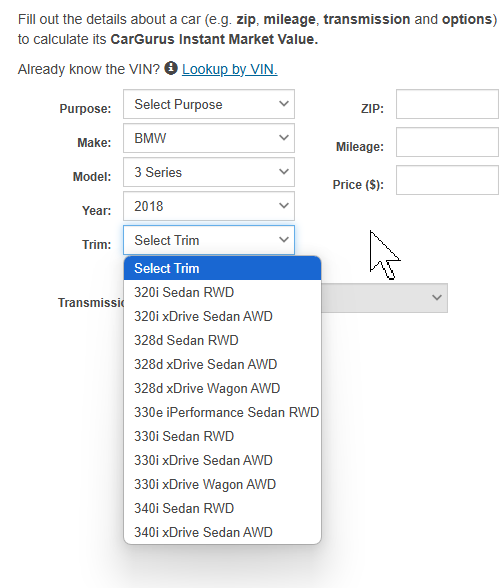 Fill out the details about a car (e.g. zip, mileage, transmission and options)
to calculate its CarGurus Instant Market Value.
Already know the VIN? Lookup by VIN.
Purpose: Select Purpose
ZIP:
Make: BMW
Mileage:
Model: 3 Series
Price ($):
Year: 2018
Trim: Select Trim
Select Trim
320i Sedan RWD
Transmissi
320i xDrive Sedan AWD
328d Sedan RWD
328d xDrive Sedan AWD
328d xDrive Wagon AWD
330e iPerformance Sedan RWD
330i Sedan RWD
330i xDrive Sedan AWD
330i xDrive Wagon AWD
340i Sedan RWD
340i xDrive Sedan AWD